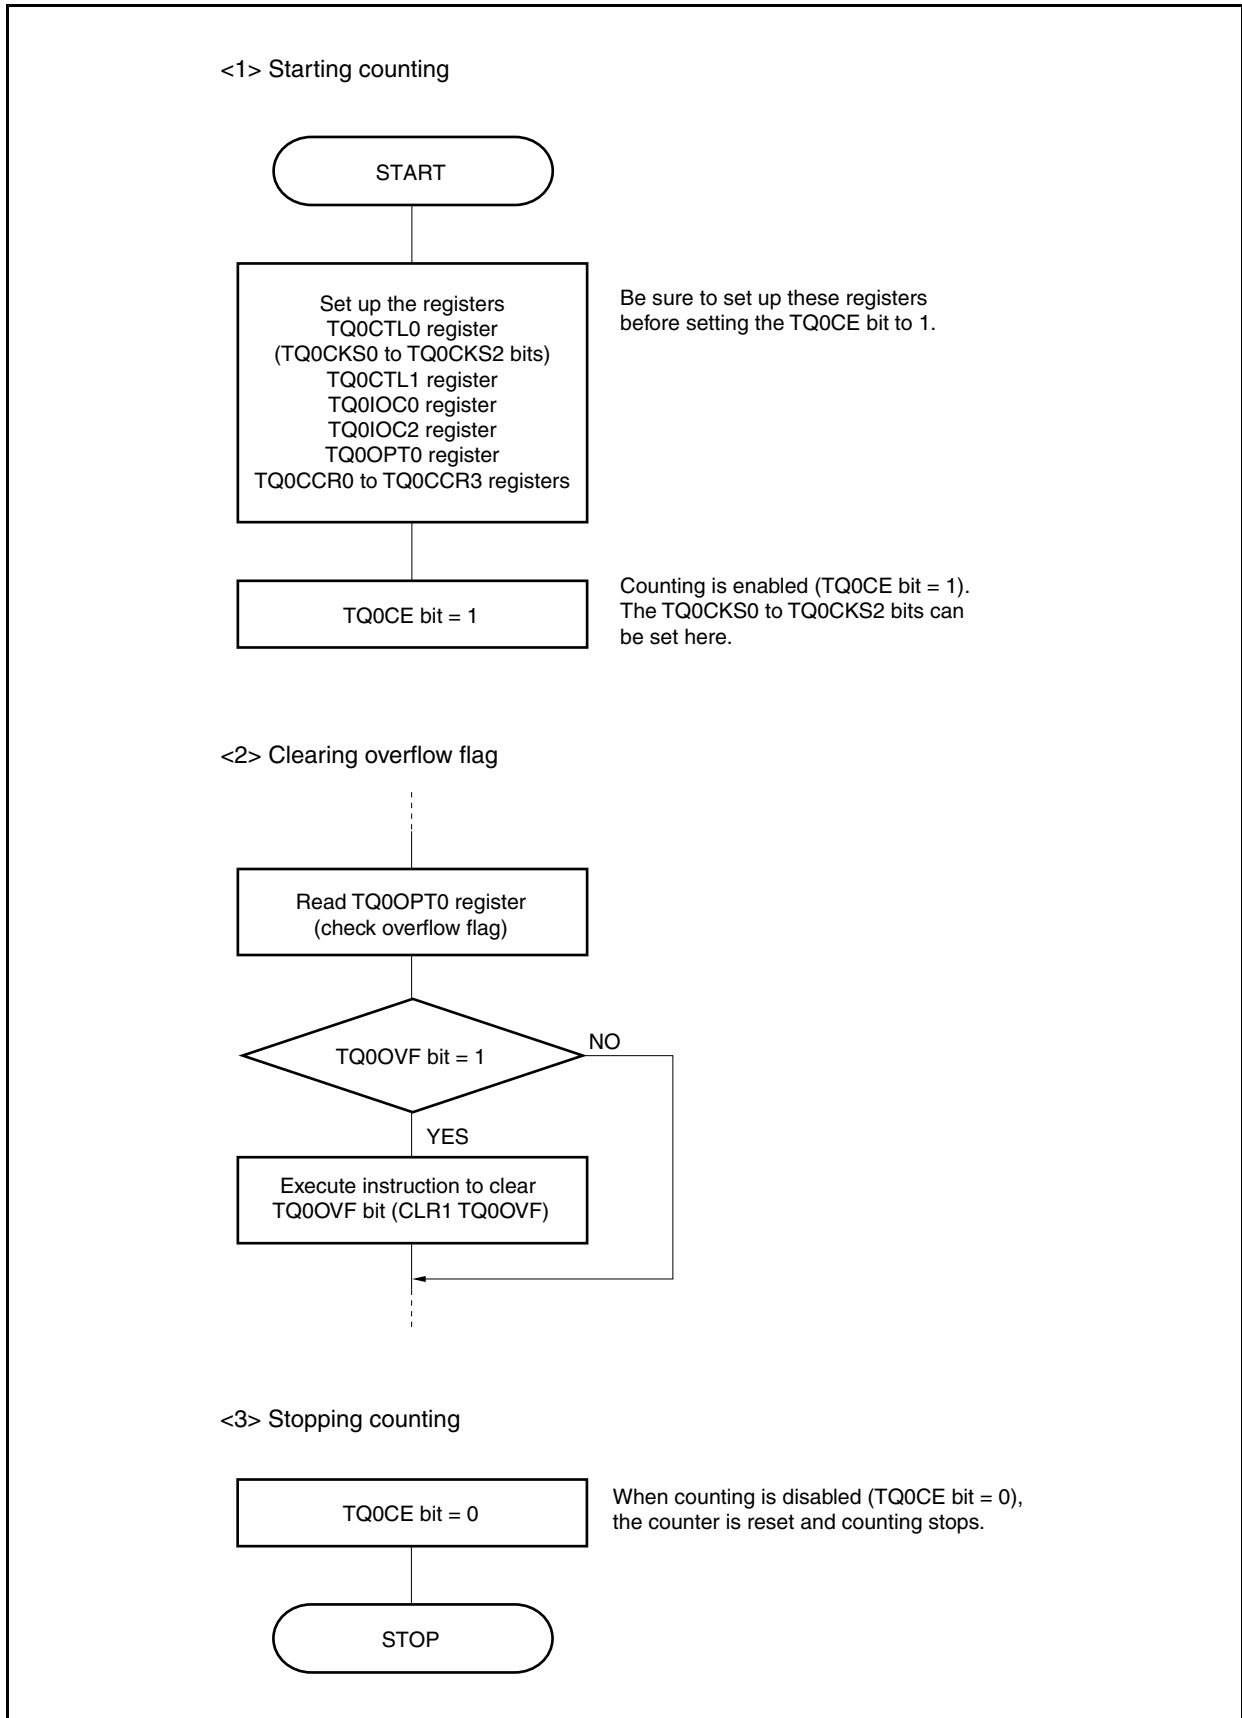 <1> Starting counting
START
Set up the registers
TQ0CTL0 register
(TQ0CKS0 to TQ0CKS2 bits)
TQ0CTL1 register
TQ0IOC0 register
TQ0IOC2 register
TQ0OPT0 register
TQ0CCR0 to TQ0CCR3 registers
Be sure to set up these registers
before setting the TQ0CE bit to 1.
TQ0CE bit = 1
Counting is enabled (TQ0CE bit = 1).
The TQ0CKS0 to TQ0CKS2 bits can
be set here.
<2> Clearing overflow flag
Read TQ0OPT0 register
(check overflow flag)
TQ0OVF bit = 1
NO
YES
Execute instruction to clear
TQ0OVF bit (CLR1 TQ0OVF)
<3> Stopping counting
TQ0CE bit = 0
When counting is disabled (TQ0CE bit = 0),
the counter is reset and counting stops.
STOP